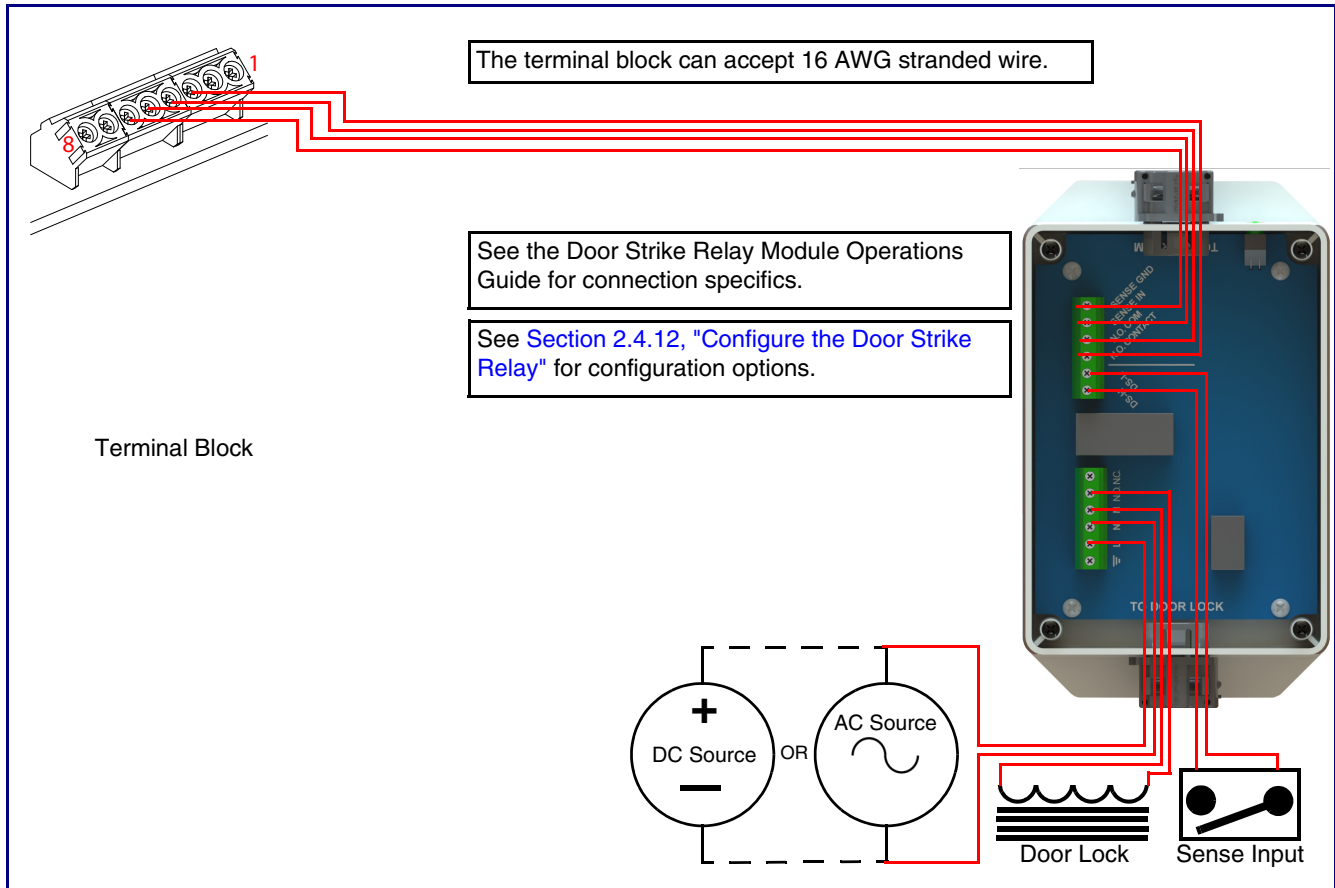 1
8
The terminal block can accept 16 AWG stranded wire.
See the Door Strike Relay Module Operations
Guide for connection specifics.
See Section 2.4.12, "Configure the Door Strike
Relay" for configuration options.
Terminal Block
SENSE GND
SENSE IN
N.O. COM
N.O. CONTACT
N.O.
N.C.
N
L
TO DOOR LOCK
+
DC Source
OR
AC Source
Door Lock
Sense Input